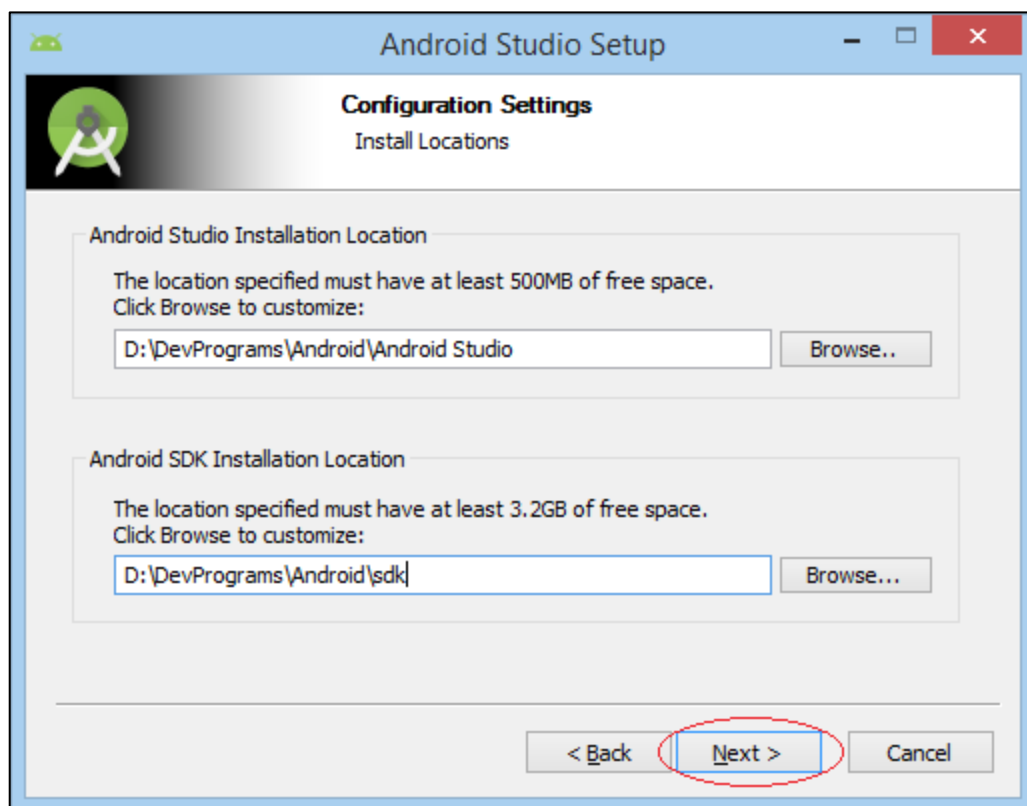 Android Studio Setup
Configuration Settings
Install Locations
Android Studio Installation Location
The location specified must have at least 500MB of free space.
Click Browse to customize:
D:\DevPrograms\Android\Android Studio
Browse..
Android SDK Installation Location
The location specified must have at least 3.2GB of free space.
Click Browse to customize:
D:\DevPrograms\Android\sdk
Browse...
< Back
Next >
Cancel